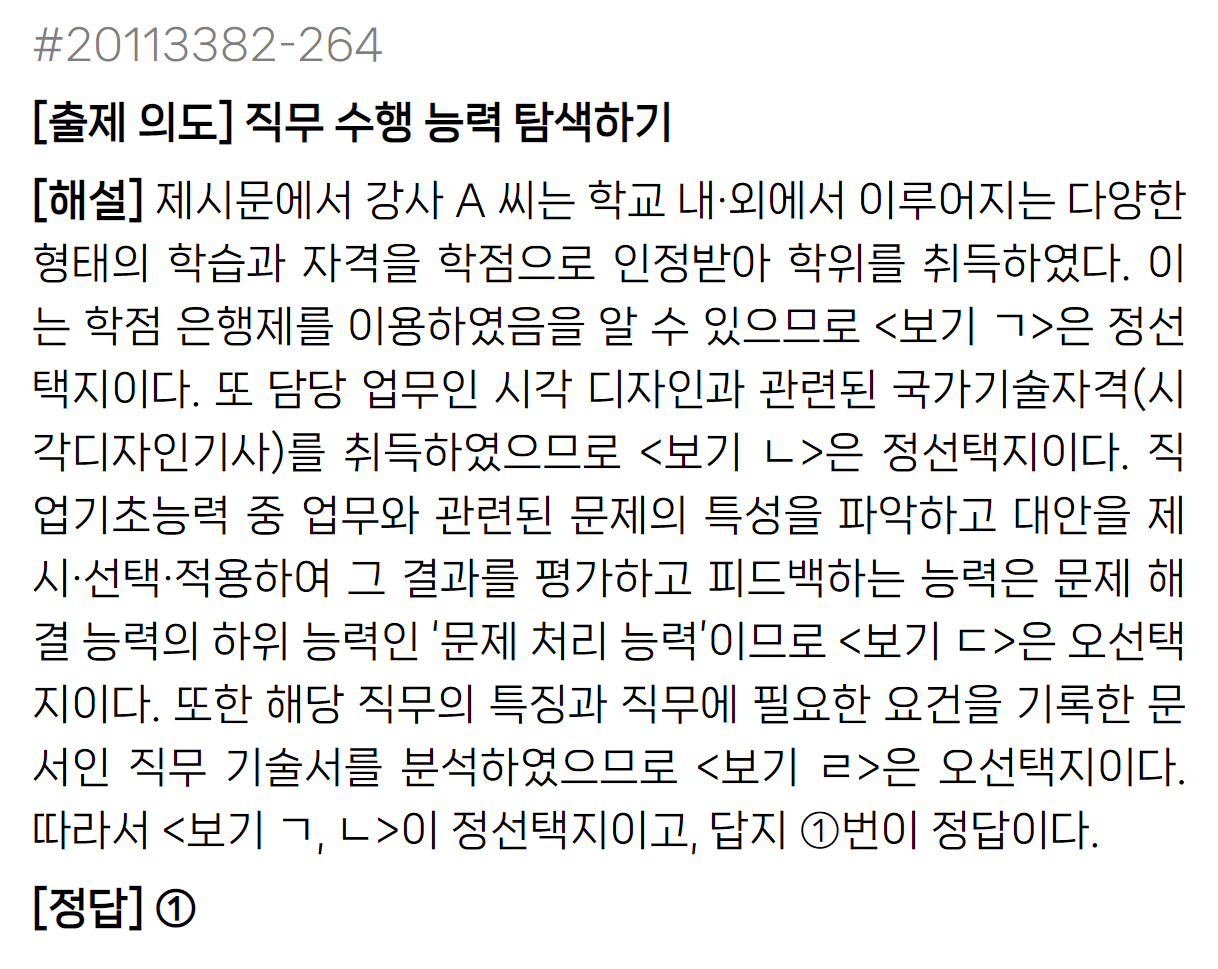 #20113382-264
[출제 의도] 직무 수행 능력 탐색하기
[해설] 제시문에서 강사 A 씨는 학교 내·외에서 이루어지는 다양한
형태의 학습과 자격을 학점으로 인정받아 학위를 취득하였다. 이
는 학점 은행제를 이용하였음을 알 수 있으므로 <보기 ㄱ>은 정선
택지이다. 또 담당 업무인 시각 디자인과 관련된 국가기술자격(시
각디자인기사)를 취득하였으므로 <보기 ㄴ>은 정선택지이다. 직
업기초능력 중 업무와 관련된 문제의 특성을 파악하고 대안을 제
시·선택·적용하여 그 결과를 평가하고 피드백하는 능력은 문제 해
결 능력의 하위 능력인 '문제 처리 능력'이므로 <보기 ㄷ>은 오선택
지이다. 또한 해당 직무의 특징과 직무에 필요한 요건을 기록한 문
서인 직무 기술서를 분석하였으므로 <보기 ㄹ>은 오선택지이다.
따라서 <보기 ㄱ, ㄴ>이 정선택지이고, 답지 ①번이 정답이다.
[정답] ①